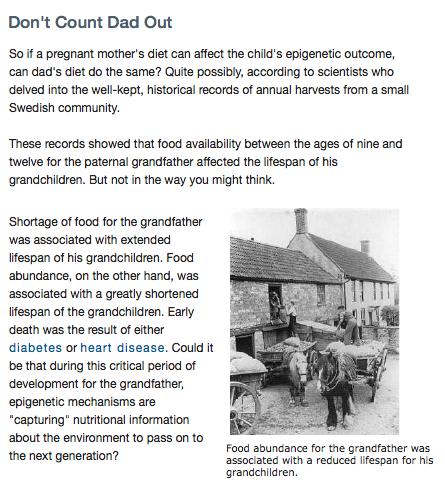 Don't Count Dad Out
So if a pregnant mother's diet can affect the child's epigenetic outcome,
can dad's diet do the same? Quite possibly, according to scientists who
delved into the well-kept, historical records of annual harvests from a small
Swedish community.
These records showed that food availability between the ages of nine and
twelve for the paternal grandfather affected the lifespan of his
grandchildren. But not in the way you might think.
Shortage of food for the grandfather
was associated with extended
lifespan of his grandchildren. Food
abundance, on the other hand, was
associated with a greatly shortened
lifespan of the grandchildren. Early
death was the result of either
diabetes or heart disease. Could it
be that during this critical period of
development for the grandfather,
epigenetic mechanisms are
"capturing" nutritional information
about the environment to pass on to
the next generation?
Food abundance for the grandfather was
associated with a reduced lifespan for his
grandchildren.